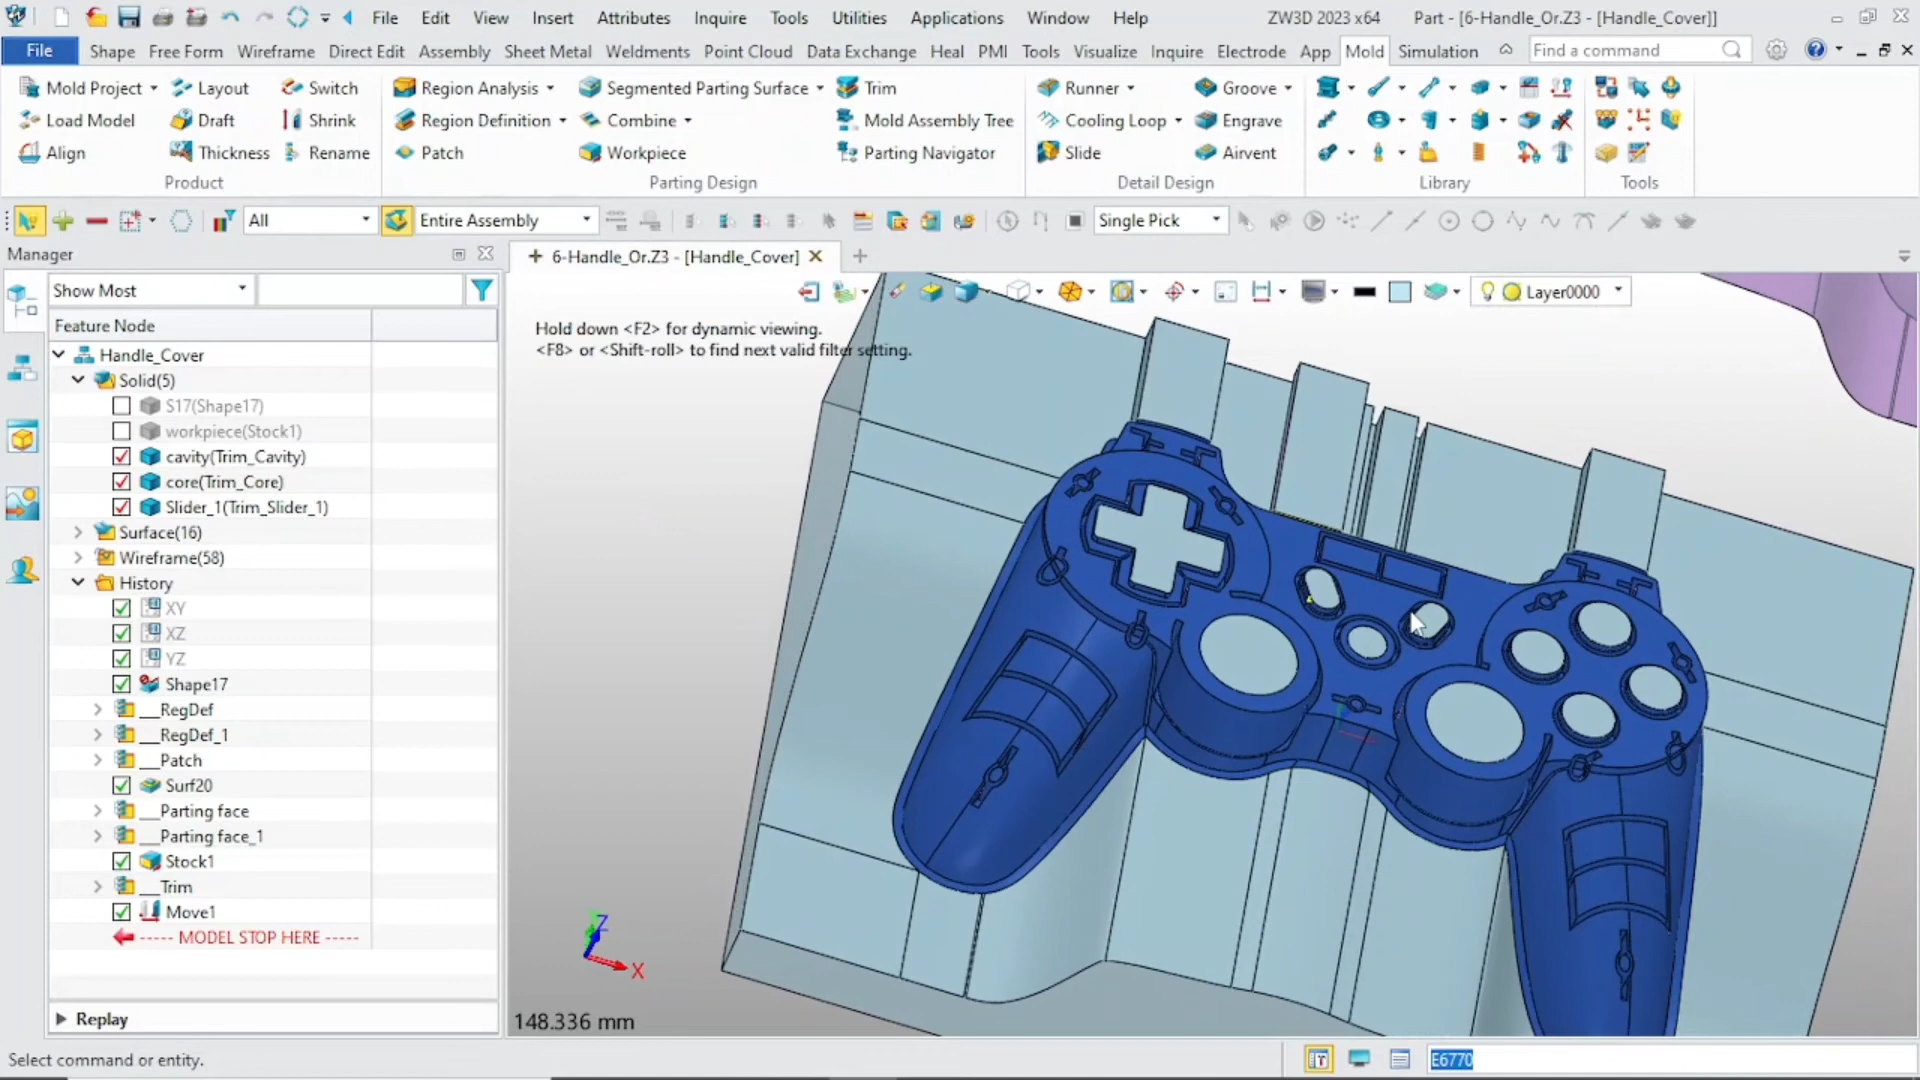 File Edit View Insert Attributes Inquire Tools Utilities Applications Window Help ZW3D 2023 x64 Part - [6-Handle_Or.Z3 - [Handle_Cover]]
File Shape Free Form Wireframe Direct Edit Assembly Sheet Metal Weldments Point Cloud Data Exchange Heal PMI Tools Visualize Inquire Electrode App Mold Simulation Find a command
Mold Project Layout Switch Region Analysis Segmented Parting Surface Trim Runner Groove
Load Model Draft Shrink Region Definition Combine Mold Assembly Tree Cooling Loop Engrave
Align Thickness Rename Patch Workpiece Parting Navigator Slide Airvent
Product Parting Design Detail Design Library Tools
All Entire Assembly Single Pick
Manager 6-Handle_Or.Z3 - [Handle_Cover]
Show Most Layer0000
Feature Node
Hold down <F2> for dynamic viewing.
<F8> or <Shift-roll> to find next valid filter setting.
Handle_Cover
Solid(5)
S17(Shape17)
workpiece(Stock1)
cavity(Trim_Cavity)
core(Trim_Core)
Slider_1(Trim_Slider_1)
Surface(16)
Wireframe(58)
History
XY
XZ
YZ
Shape17
__RegDef
__RegDef_1
__Patch
Surf20
__Parting face
__Parting face_1
Stock1
__Trim
Move1
----- MODEL STOP HERE -----
Z
X
Replay
148.336 mm
Select command or entity.
E6770